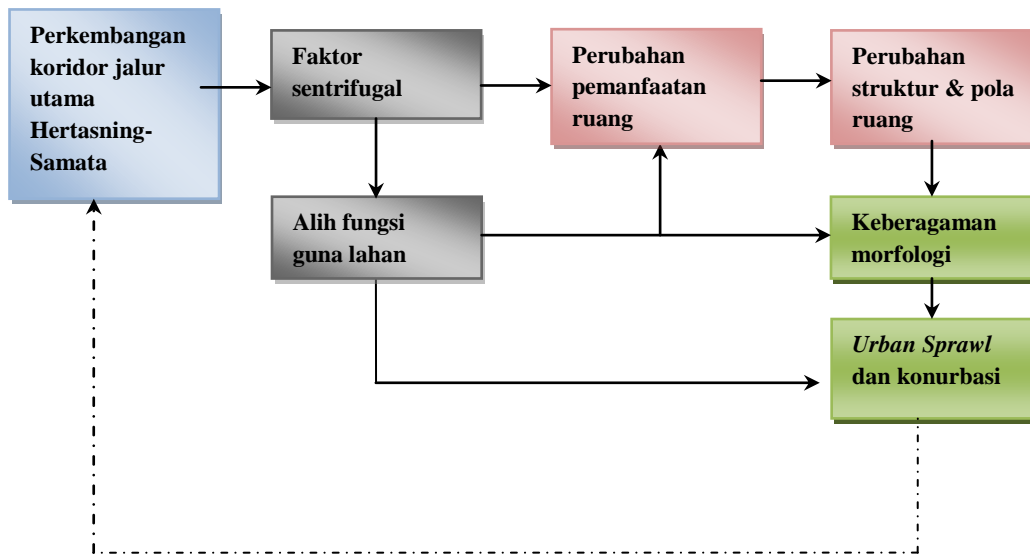 Perkembangan
koridor jalur
utama
Hertasning-
Samata
Faktor
sentrifugal
Perubahan
pemanfaatan
ruang
Perubahan
struktur & pola
ruang
Alih fungsi
guna lahan
Keberagaman
morfologi
Urban Sprawl
dan konurbasi